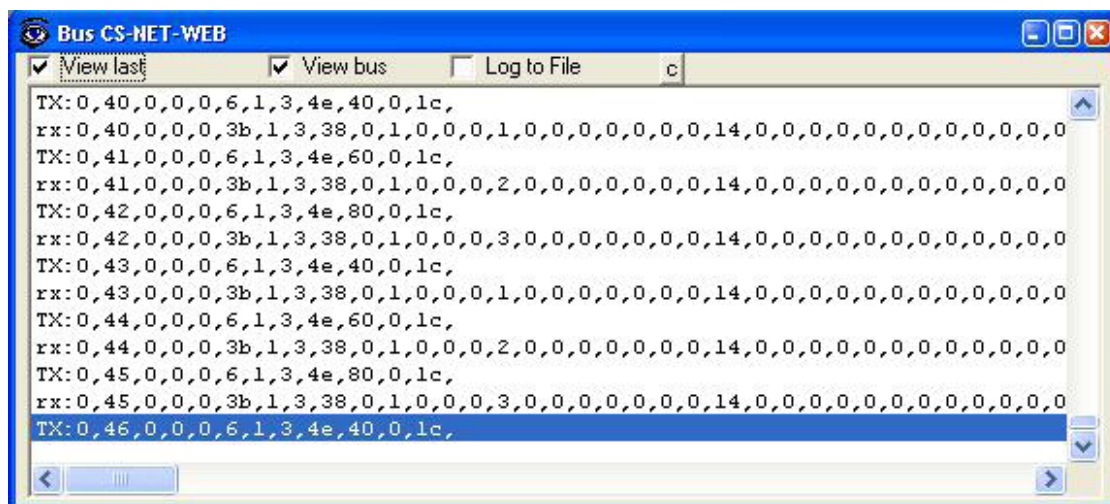 Bus CS-NET-WEB
View last View bus Log to File c
TX:0,40,0,0,0,6,1,3,4e,40,0,1c,
rx:0,40,0,0,0,3b,1,3,38,0,1,0,0,0,1,0,0,0,0,0,0,0,14,0,0,0,0,0,0,0,0,0,0,0
TX:0,41,0,0,0,6,1,3,4e,60,0,1c,
rx:0,41,0,0,0,3b,1,3,38,0,1,0,0,0,2,0,0,0,0,0,0,0,14,0,0,0,0,0,0,0,0,0,0,0
TX:0,42,0,0,0,6,1,3,4e,80,0,1c,
rx:0,42,0,0,0,3b,1,3,38,0,1,0,0,0,3,0,0,0,0,0,0,0,14,0,0,0,0,0,0,0,0,0,0,0
TX:0,43,0,0,0,6,1,3,4e,40,0,1c,
rx:0,43,0,0,0,3b,1,3,38,0,1,0,0,0,1,0,0,0,0,0,0,0,14,0,0,0,0,0,0,0,0,0,0,0
TX:0,44,0,0,0,6,1,3,4e,60,0,1c,
rx:0,44,0,0,0,3b,1,3,38,0,1,0,0,0,2,0,0,0,0,0,0,0,14,0,0,0,0,0,0,0,0,0,0,0
TX:0,45,0,0,0,6,1,3,4e,80,0,1c,
rx:0,45,0,0,0,3b,1,3,38,0,1,0,0,0,3,0,0,0,0,0,0,0,14,0,0,0,0,0,0,0,0,0,0,0
TX:0,46,0,0,0,6,1,3,4e,40,0,1c,